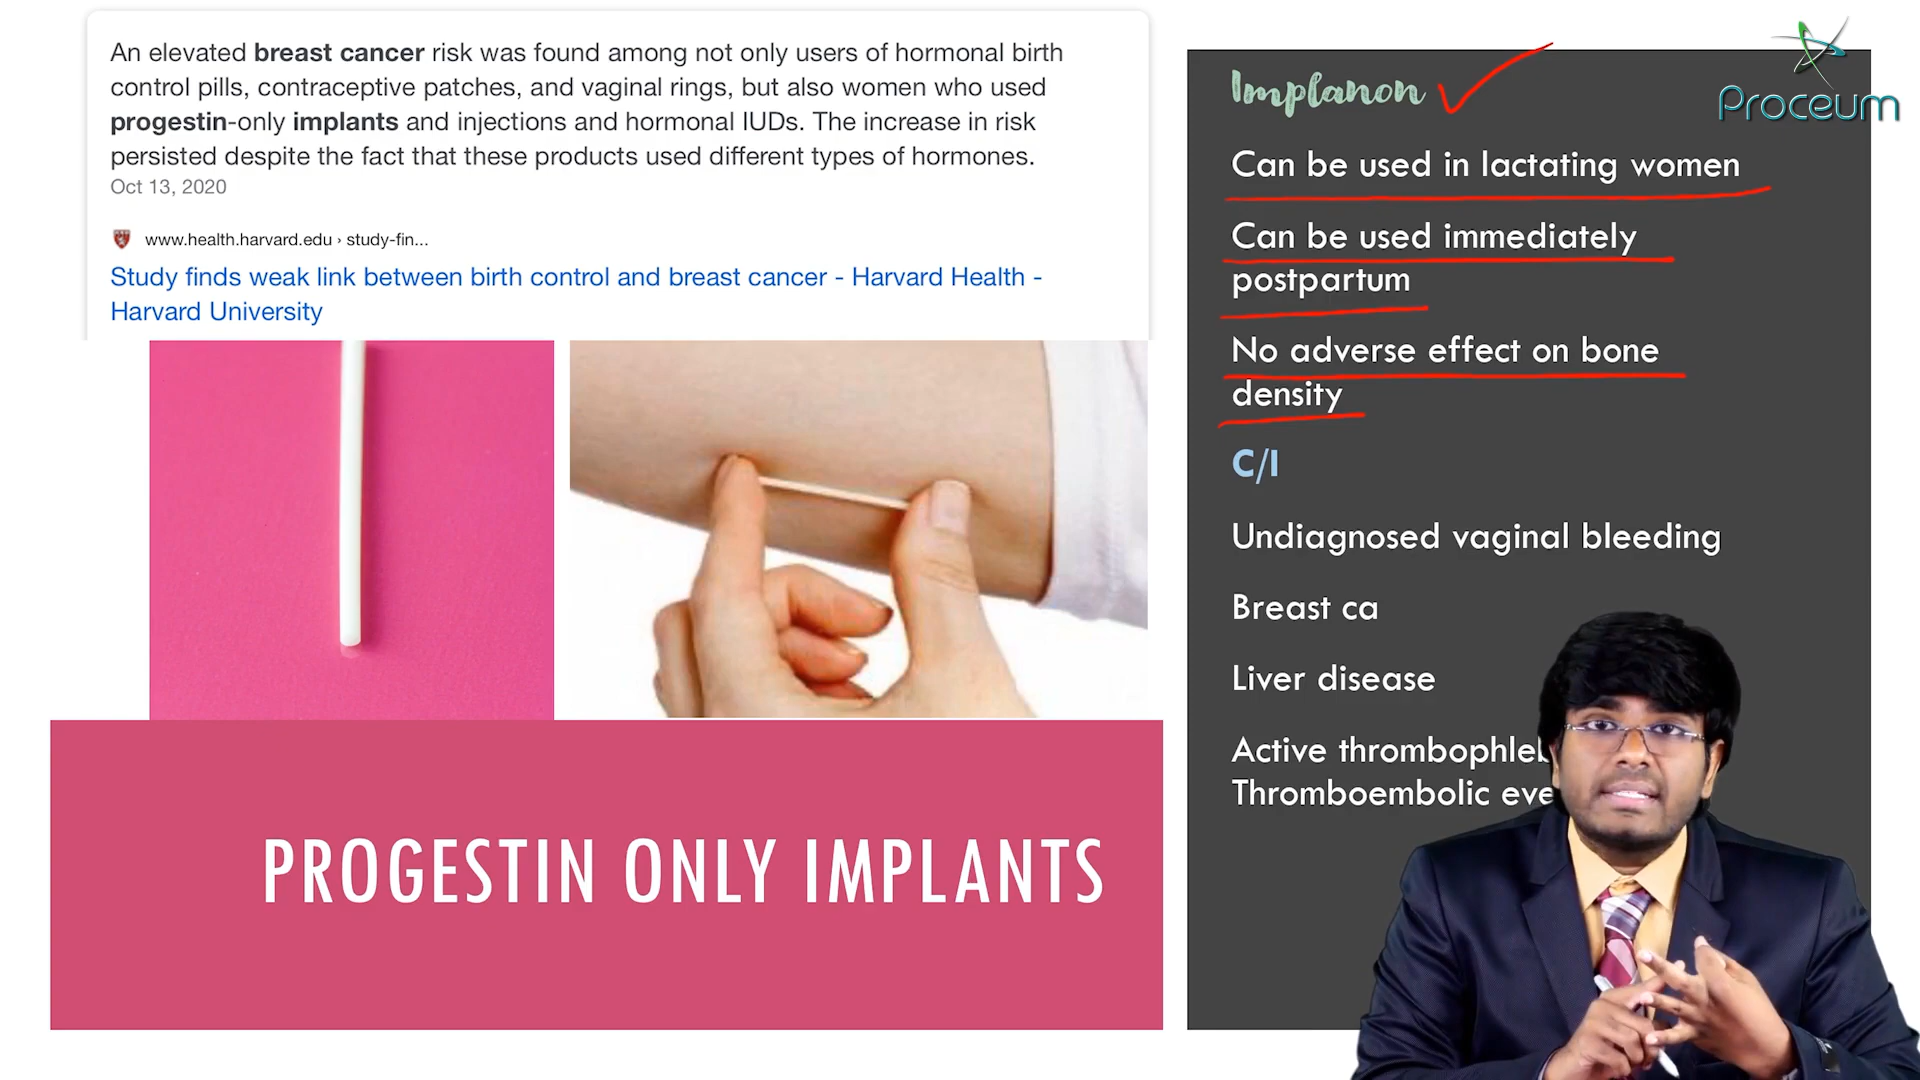 An elevated breast cancer risk was found among not only users of hormonal birth
control pills, contraceptive patches, and vaginal rings, but also women who used
progestin-only implants and injections and hormonal IUDs. The increase in risk
persisted despite the fact that these products used different types of hormones.
Oct 13, 2020
www.health.harvard.edu › study-fin...
Study finds weak link between birth control and breast cancer - Harvard Health -
Harvard University
PROGESTIN ONLY IMPLANTS
Implanon
Can be used in lactating women
Can be used immediately
postpartum
No adverse effect on bone
density
C/I
Undiagnosed vaginal bleeding
Breast ca
Liver disease
Active
Thromboembolic
Proceum